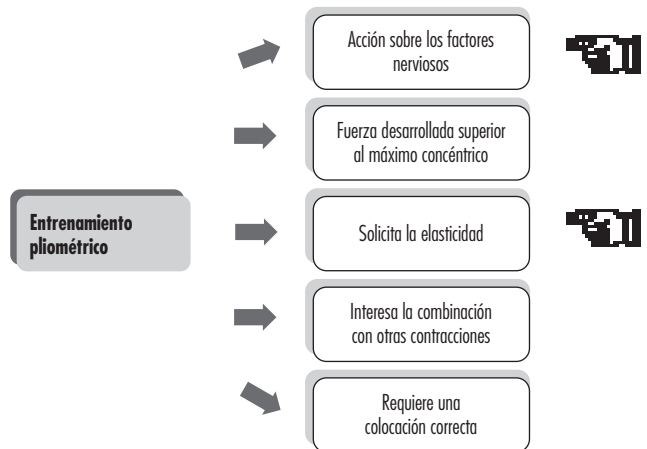 Acción sobre los factores
nerviosos
Fuerza desarrollada superior
al máximo concéntrico
Entrenamiento
pliométrico
Solicita la elasticidad
Interesa la combinación
con otras contracciones
Requiere una
colocación correcta